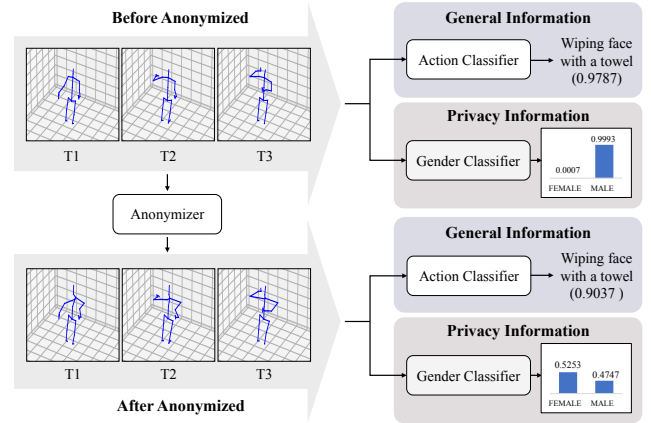 Before Anonymized
T1
T2
T3
General Information
Action Classifier
Wiping face
with a towel
(0.9787)
Privacy Information
Gender Classifier
0.9993
0.0007
FEMALE
MALE
Anonymizer
General Information
Action Classifier
Wiping face
with a towel
(0.9037 )
T1
T2
T3
After Anonymized
Privacy Information
Gender Classifier
0.5253
0.4747
FEMALE
MALE